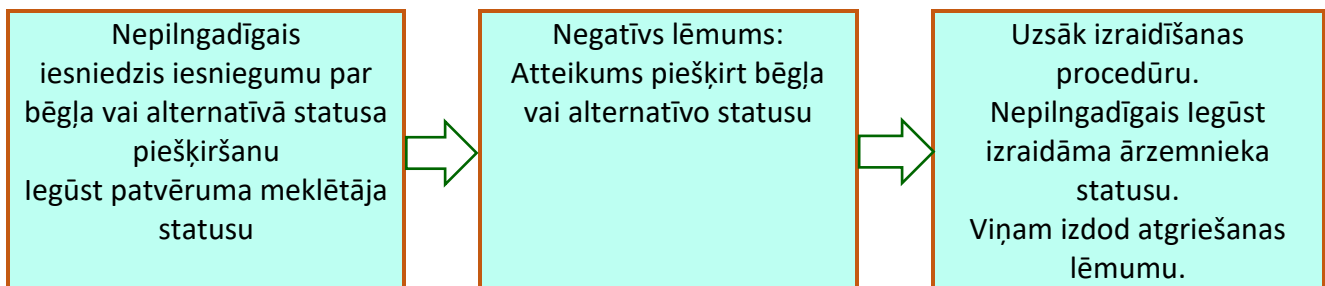 Nepilngadīgais
iesniedzis iesniegumu par
bēgļa vai alternatīvā statusa
piešķiršanu
Iegūst patvēruma meklētāja
statusu
Negatīvs lēmums:
Atteikums piešķirt bēgļa
vai alternatīvo statusu
Uzsāk izraidīšanas
procedūru.
Nepilngadīgais Iegūst
izraidāma ārzemnieka
statusu.
Viņam izdod atgriešanas
lēmumu.